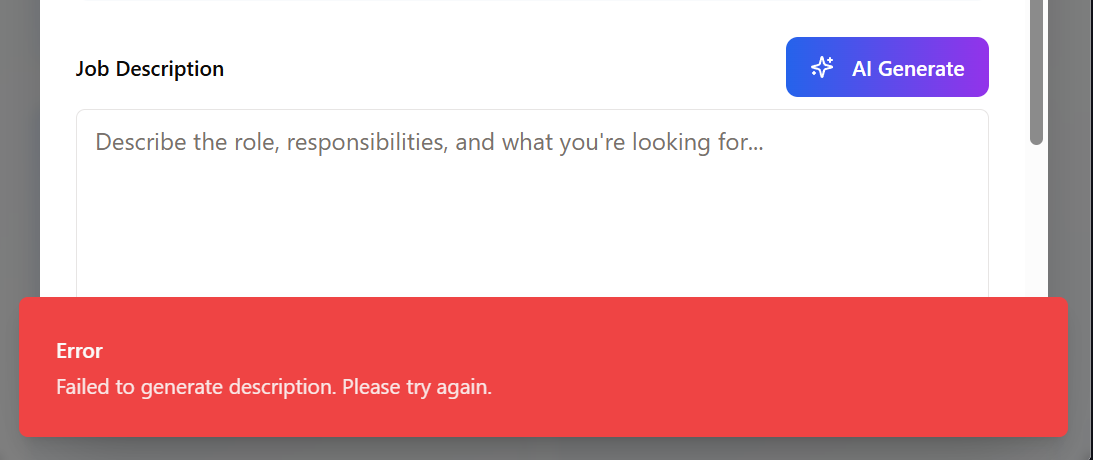 Job Description
AI Generate
Describe the role, responsibilities, and what you're looking for...
Error
Failed to generate description. Please try again.